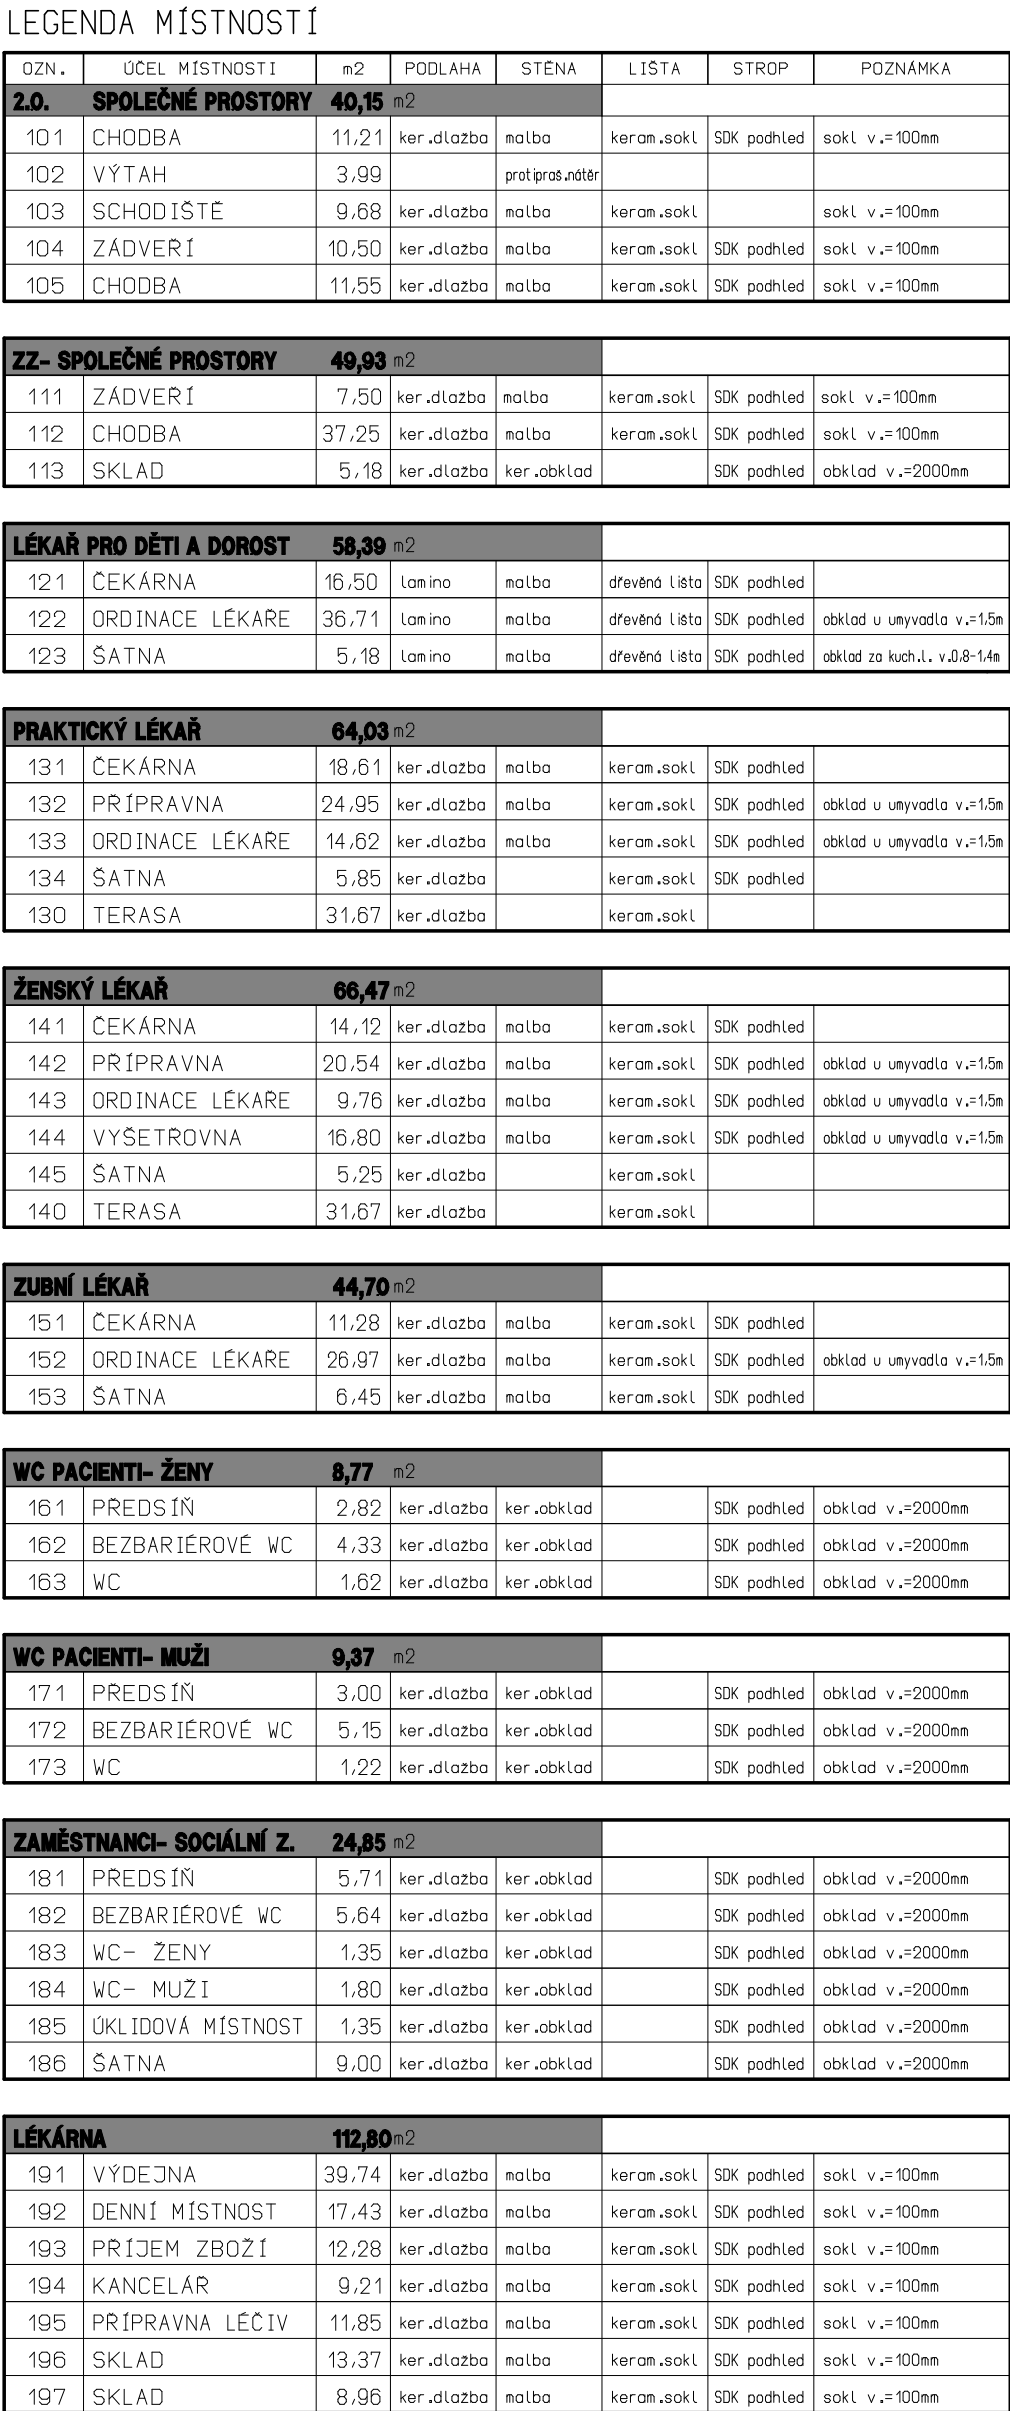 LEGENDA MÍSTNOSTÍ
OZN. ÚČEL MÍSTNOSTI m2 PODLAHA STĚNA LIŠTA STROP POZNÁMKA
2.0. SPOLEČNÉ PROSTORY 40,15 m2
101 CHODBA 11,21 ker.dlažba malba keram.sokl SDK podhled sokl v.=100mm
102 VÝTAH 3,99 protipraš.nátěr
103 SCHODIŠTĚ 9,68 ker.dlažba malba keram.sokl sokl v.=100mm
104 ZÁDVEŘÍ 10,50 ker.dlažba malba keram.sokl SDK podhled sokl v.=100mm
105 CHODBA 11,55 ker.dlažba malba keram.sokl SDK podhled sokl v.=100mm
ZZ- SPOLEČNÉ PROSTORY 49,93 m2
111 ZÁDVEŘÍ 7,50 ker.dlažba malba keram.sokl SDK podhled sokl v.=100mm
112 CHODBA 37,25 ker.dlažba malba keram.sokl SDK podhled sokl v.=100mm
113 SKLAD 5,18 ker.dlažba ker.obklad SDK podhled obklad v.=2000mm
LÉKAŘ PRO DĚTI A DOROST 58,39 m2
121 ČEKÁRNA 16,50 lamino malba dřevěná lišta SDK podhled
122 ORDINACE LÉKAŘE 36,71 lamino malba dřevěná lišta SDK podhled obklad u umyvadla v.=1,5m
123 ŠATNA 5,18 lamino malba dřevěná lišta SDK podhled obklad za kuch.l. v.0,8-1,4m
PRAKTICKÝ LÉKAŘ 64,03 m2
131 ČEKÁRNA 18,61 ker.dlažba malba keram.sokl SDK podhled
132 PŘÍPRAVNA 24,95 ker.dlažba malba keram.sokl SDK podhled obklad u umyvadla v.=1,5m
133 ORDINACE LÉKAŘE 14,62 ker.dlažba malba keram.sokl SDK podhled obklad u umyvadla v.=1,5m
134 ŠATNA 5,85 ker.dlažba keram.sokl SDK podhled
130 TERASA 31,67 ker.dlažba keram.sokl
ŽENSKÝ LÉKAŘ 66,47 m2
141 ČEKÁRNA 14,12 ker.dlažba malba keram.sokl SDK podhled
142 PŘÍPRAVNA 20,54 ker.dlažba malba keram.sokl SDK podhled obklad u umyvadla v.=1,5m
143 ORDINACE LÉKAŘE 9,76 ker.dlažba malba keram.sokl SDK podhled obklad u umyvadla v.=1,5m
144 VYŠETŘOVNA 16,80 ker.dlažba malba keram.sokl SDK podhled obklad u umyvadla v.=1,5m
145 ŠATNA 5,25 ker.dlažba keram.sokl
140 TERASA 31,67 ker.dlažba keram.sokl
ZUBNÍ LÉKAŘ 44,70 m2
151 ČEKÁRNA 11,28 ker.dlažba malba keram.sokl SDK podhled
152 ORDINACE LÉKAŘE 26,97 ker.dlažba malba keram.sokl SDK podhled obklad u umyvadla v.=1,5m
153 ŠATNA 6,45 ker.dlažba malba keram.sokl SDK podhled
WC PACIENTI- ŽENY 8,77 m2
161 PŘEDSÍŇ 2,82 ker.dlažba ker.obklad SDK podhled obklad v.=2000mm
162 BEZBARIÉROVÉ WC 4,33 ker.dlažba ker.obklad SDK podhled obklad v.=2000mm
163 WC 1,62 ker.dlažba ker.obklad SDK podhled obklad v.=2000mm
WC PACIENTI- MUŽI 9,37 m2
171 PŘEDSÍŇ 3,00 ker.dlažba ker.obklad SDK podhled obklad v.=2000mm
172 BEZBARIÉROVÉ WC 5,15 ker.dlažba ker.obklad SDK podhled obklad v.=2000mm
173 WC 1,22 ker.dlažba ker.obklad SDK podhled obklad v.=2000mm
ZAMĚSTNANCI- SOCIÁLNÍ Z. 24,85 m2
181 PŘEDSÍŇ 5,71 ker.dlažba ker.obklad SDK podhled obklad v.=2000mm
182 BEZBARIÉROVÉ WC 5,64 ker.dlažba ker.obklad SDK podhled obklad v.=2000mm
183 WC- ŽENY 1,35 ker.dlažba ker.obklad SDK podhled obklad v.=2000mm
184 WC- MUŽI 1,80 ker.dlažba ker.obklad SDK podhled obklad v.=2000mm
185 ÚKLIDOVÁ MÍSTNOST 1,35 ker.dlažba ker.obklad SDK podhled obklad v.=2000mm
186 ŠATNA 9,00 ker.dlažba ker.obklad SDK podhled obklad v.=2000mm
LÉKÁRNA 112,80 m2
191 VÝDEJNA 39,74 ker.dlažba malba keram.sokl SDK podhled sokl v.=100mm
192 DENNÍ MÍSTNOST 17,43 ker.dlažba malba keram.sokl SDK podhled sokl v.=100mm
193 PŘÍJEM ZBOŽÍ 12,28 ker.dlažba malba keram.sokl SDK podhled sokl v.=100mm
194 KANCELÁŘ 9,21 ker.dlažba malba keram.sokl SDK podhled sokl v.=100mm
195 PŘÍPRAVNA LÉČIV 11,85 ker.dlažba malba keram.sokl SDK podhled sokl v.=100mm
196 SKLAD 13,37 ker.dlažba malba keram.sokl SDK podhled sokl v.=100mm
197 SKLAD 8,96 ker.dlažba malba keram.sokl SDK podhled sokl v.=100mm